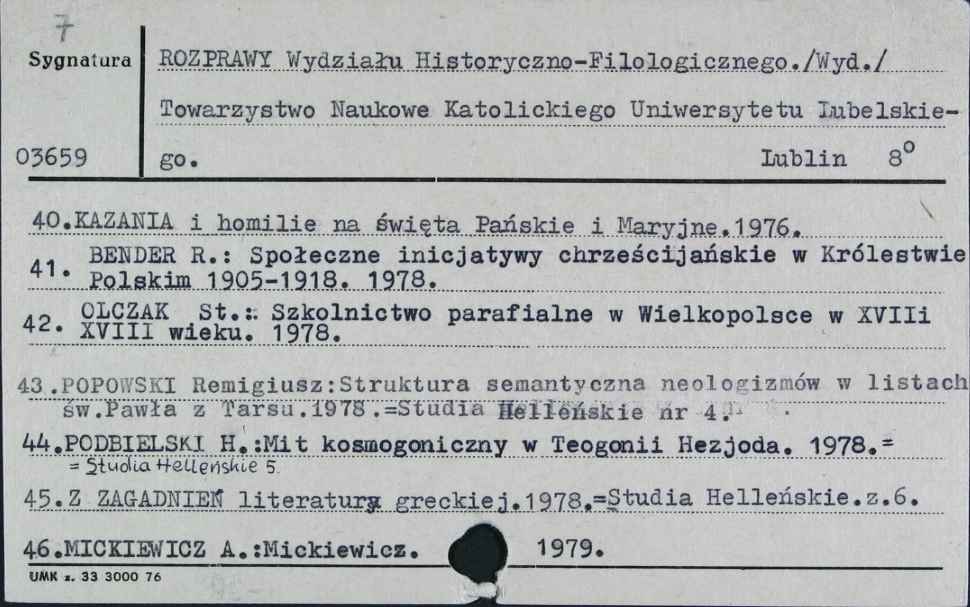 7
Sygnatura
ROZPRAWY Wydziału Historyczno-Filologicznego./Wyd./
Towarzystwo Naukowe Katolickiego Uniwersytetu Lubelskie-
03659 go. Lublin 8°
40.KAZANIA i homilie na święta Pańskie i Maryjne.1976.
41. BENDER R.: Społeczne inicjatywy chrześcijańskie w Królestwie
Polskim 1905-1918. 1978.
42. OLCZAK St.: Szkolnictwo parafialne w Wielkopolsce w XVIIi
XVIII wieku. 1978.
43.POPOWSKI Remigiusz:Struktura semantyczna neologizmów w listach
św.Pawła z Tarsu.1978.=Studia Helleńskie nr 4.
44.PODBIELSKI H.:Mit kosmogoniczny w Teogonii Hezjoda. 1978.=
= Studia Helleńskie 5.
45.Z ZAGADNIEŃ literatury greckiej.1978.=Studia Helleńskie.z.6.
46.MICKIEWICZ A.:Mickiewicz. 1979.
UMK z. 33 3000 76